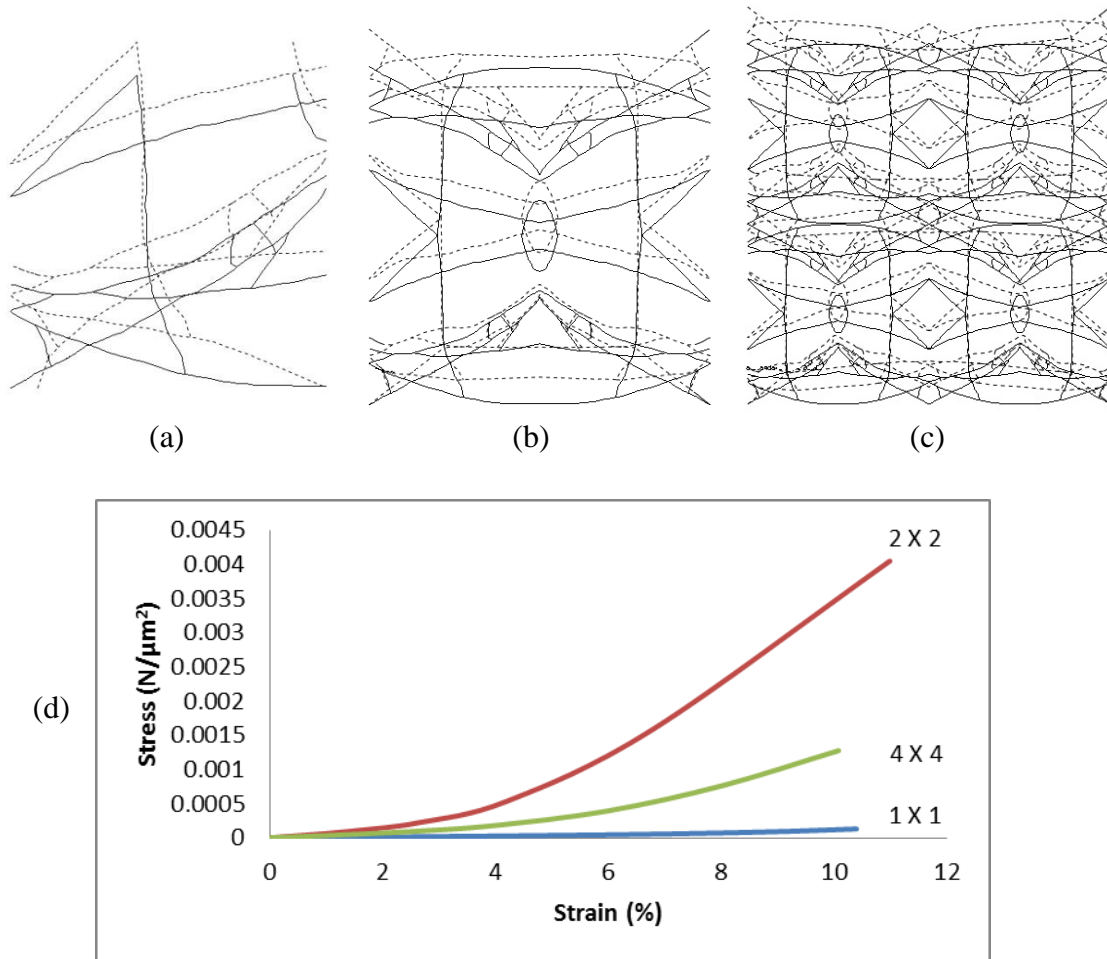 (a)
(b)
(c)
(d)
Stress (N/μm²)
0.0045
0.004
0.0035
0.003
0.0025
0.002
0.0015
0.001
0.0005
0
2 X 2
4 X 4
1 X 1
0 2 4 6 8 10 12
Strain (%)